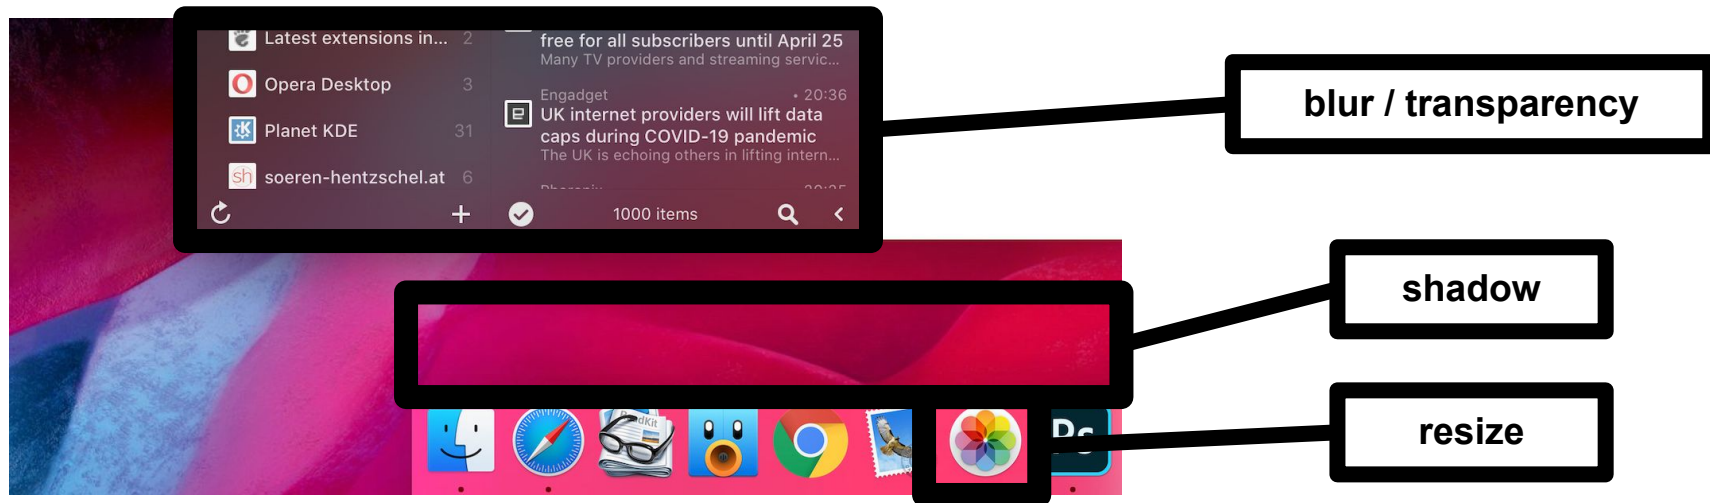 Latest extensions in... 2
Opera Desktop 3
Planet KDE 31
sh soeren-hentzschel.at 6
free for all subscribers until April 25
Many TV providers and streaming servic...
Engadget • 20:36
UK internet providers will lift data
caps during COVID-19 pandemic
The UK is echoing others in lifting intern...
1000 items
blur / transparency
shadow
resize